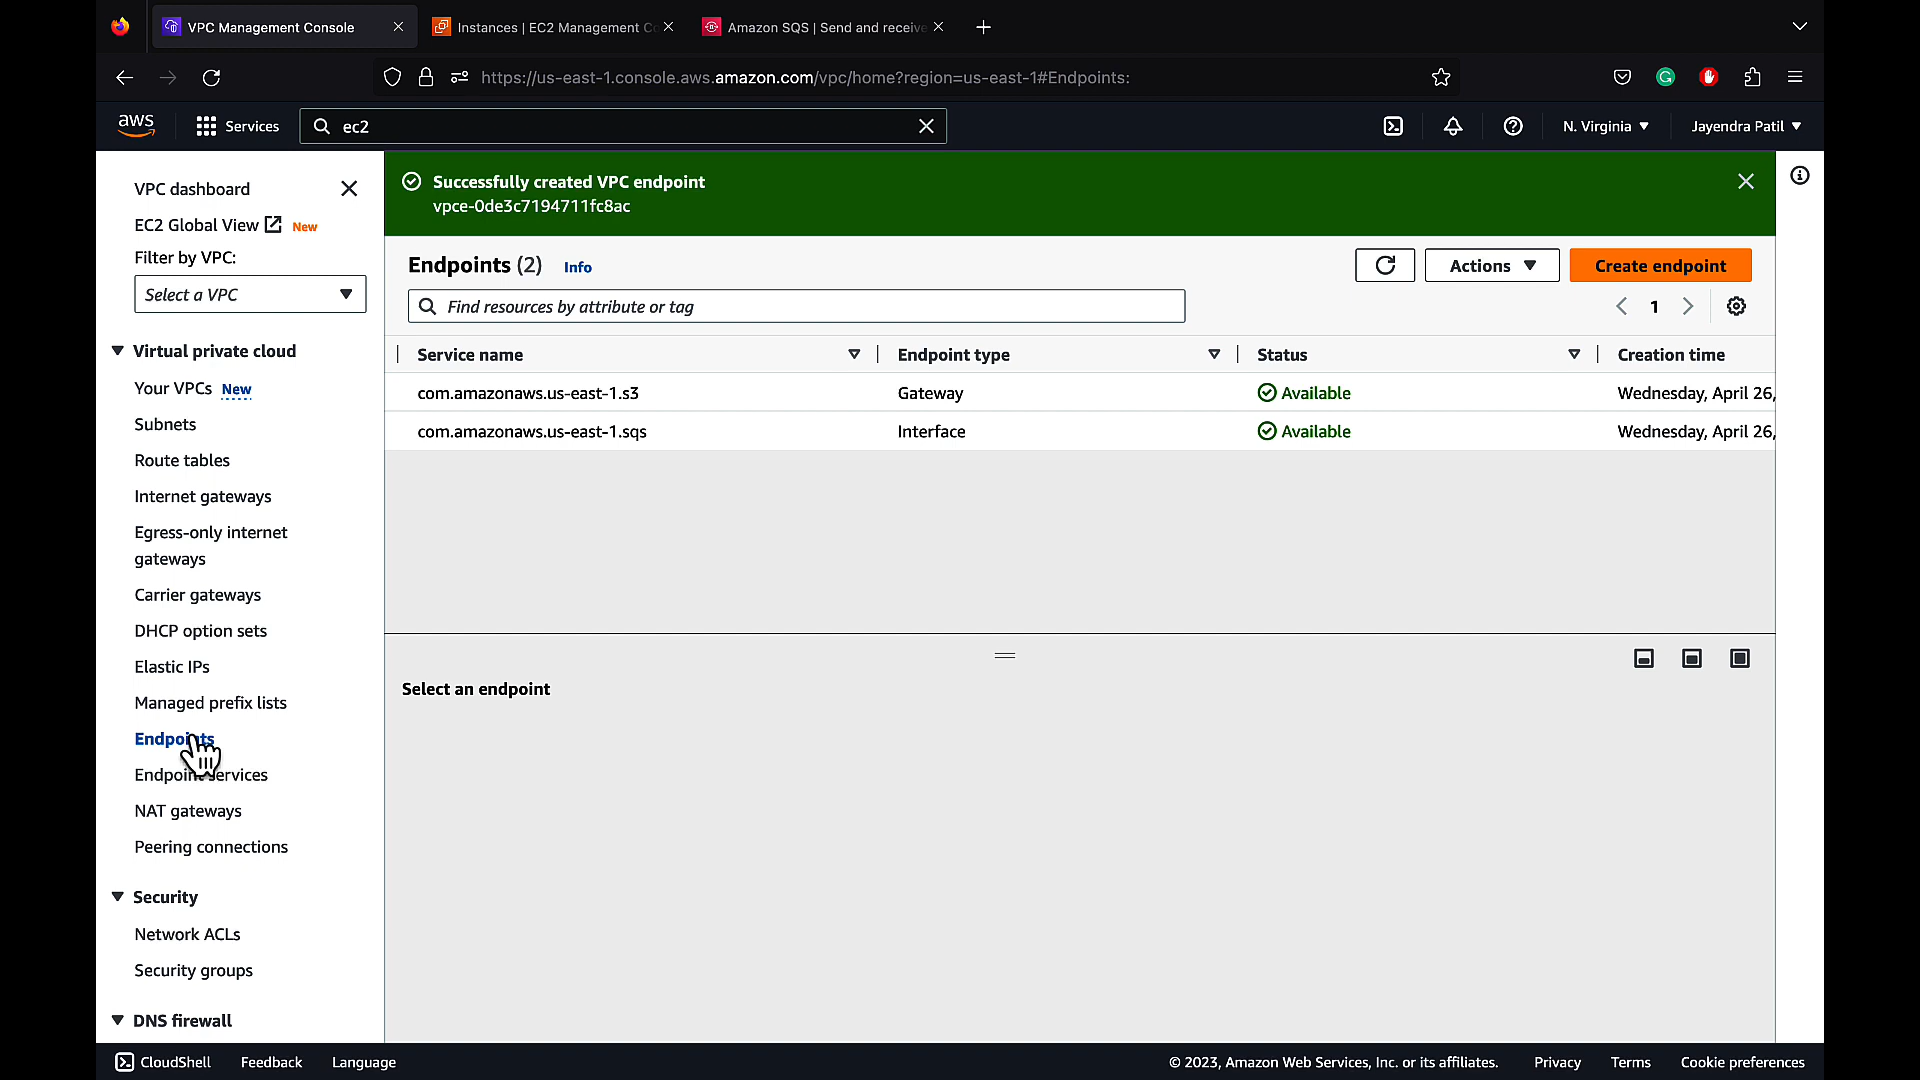 VPC Management Console
Instances | EC2 Management Co
Amazon SQS | Send and receive
https://us-east-1.console.aws.amazon.com/vpc/home?region=us-east-1#Endpoints:
aws
Services
ec2
N. Virginia
Jayendra Patil
VPC dashboard
EC2 Global View New
Filter by VPC:
Select a VPC
Virtual private cloud
Your VPCs New
Subnets
Route tables
Internet gateways
Egress-only internet
gateways
Carrier gateways
DHCP option sets
Elastic IPs
Managed prefix lists
Endpoints
Endpoint services
NAT gateways
Peering connections
Security
Network ACLs
Security groups
DNS firewall
Successfully created VPC endpoint
vpce-0de3c7194711fc8ac
Endpoints (2) Info
Actions
Create endpoint
Find resources by attribute or tag
1
Service name Endpoint type Status Creation time
com.amazonaws.us-east-1.s3 Gateway Available Wednesday, April 26,
com.amazonaws.us-east-1.sqs Interface Available Wednesday, April 26,
Select an endpoint
CloudShell
Feedback
Language
© 2023, Amazon Web Services, Inc. or its affiliates.
Privacy
Terms
Cookie preferences